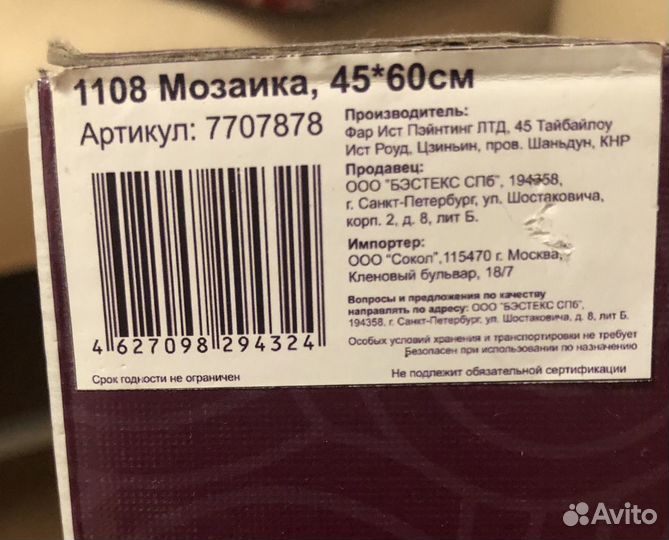 1108 Мозаика, 45*60см
Артикул: 7707878
4 627098 294324
Срок годности не ограничен
Производитель:
Фар Ист Пэйнтинг ЛТД, 45 Тайбайлоу
Ист Роуд, Цзиньин, пров. Шаньдун, КНР
Продавец:
ООО "БЭСТЕКС СПб", 194358,
г. Санкт-Петербург, ул. Шостаковича,
корп. 2, д. 8, лит Б.
Импортер:
ООО "Сокол",115470 г. Москва,
Кленовый бульвар, 18/7
Вопросы и предложения по качеству
направлять по адресу: ООО "БЭСТЕКС СПБ",
194358, г. Санкт-Петербург, ул. Шостаковича, д. 8, лит Б.
Особых условий хранения и транспортировки не требует
Безопасен при использовании по назначению
Не подлежит обязательной сертификации
Avito